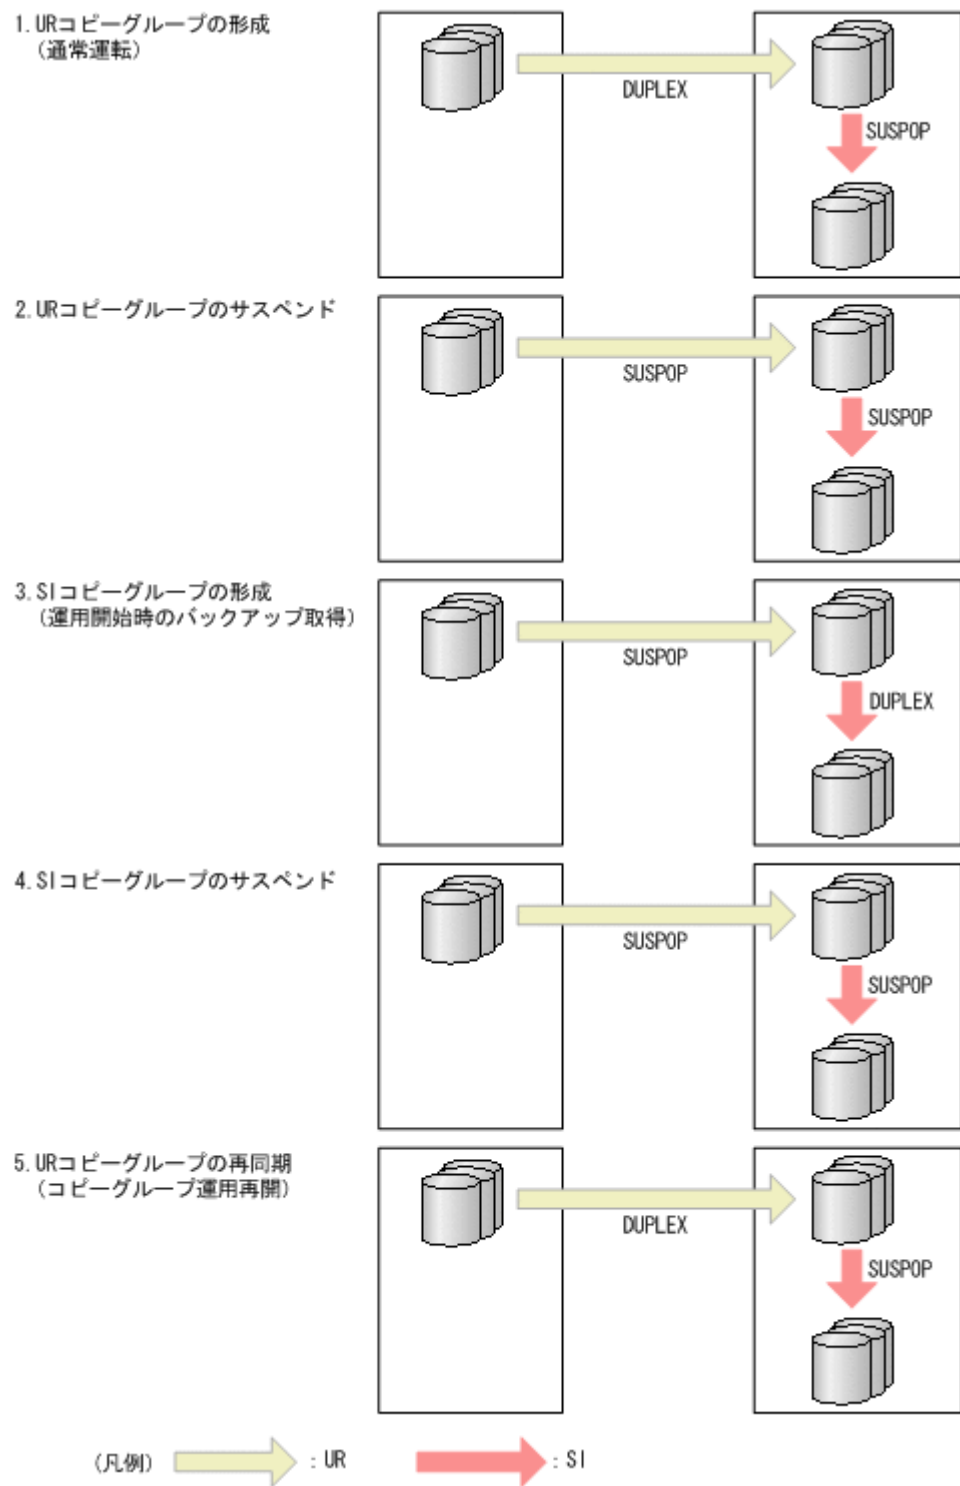 1.URコピーグループの形成
(通常運転)
DUPLEX
SUSPOP
2.URコピーグループのサスペンド
SUSPOP
SUSPOP
3.SIコピーグループの形成
(運用開始時のバックアップ取得)
SUSPOP
DUPLEX
4.SIコピーグループのサスペンド
SUSPOP
SUSPOP
5.URコピーグループの再同期
(コピーグループ運用再開)
DUPLEX
SUSPOP
(凡例) : UR : SI